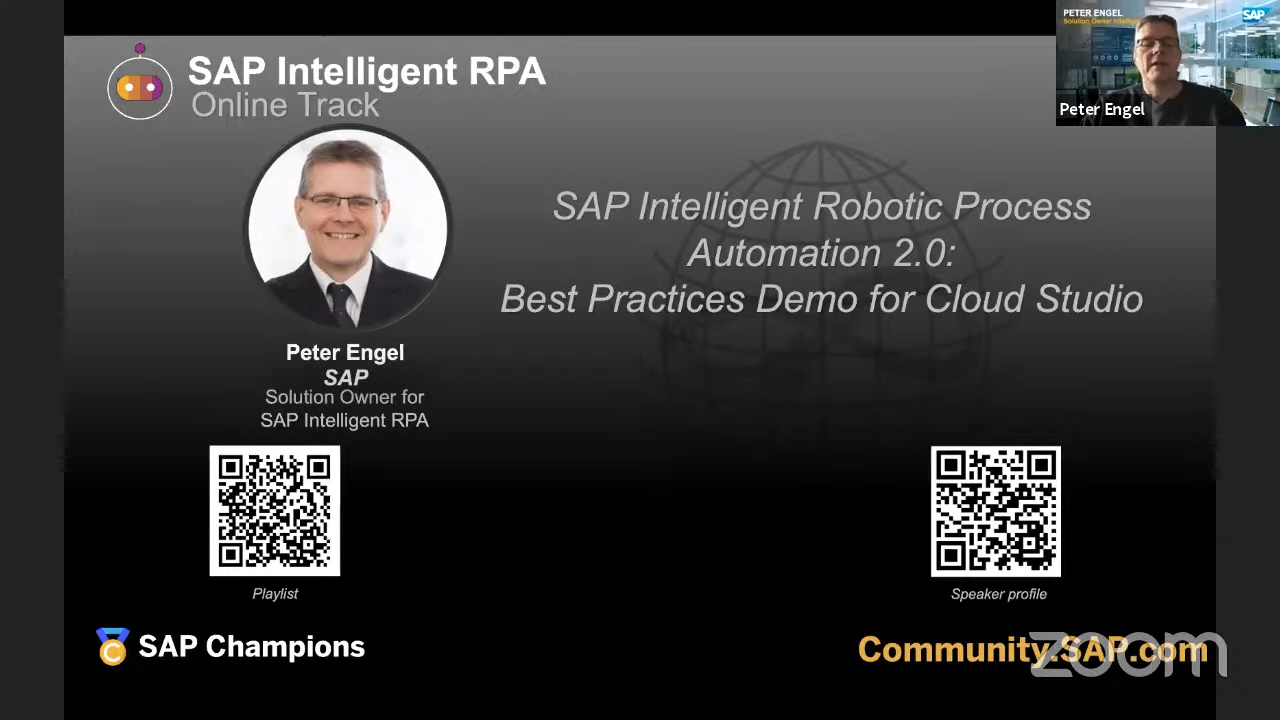 SAP Intelligent RPA
Online Track
PETER ENGEL
SAP
Peter Engel
SAP Intelligent Robotic Process
Automation 2.0:
Best Practices Demo for Cloud Studio
Peter Engel
SAP
Solution Owner for
SAP Intelligent RPA
Playlist
Speaker profile
C SAP Champions
Community.SAP.com
zoom